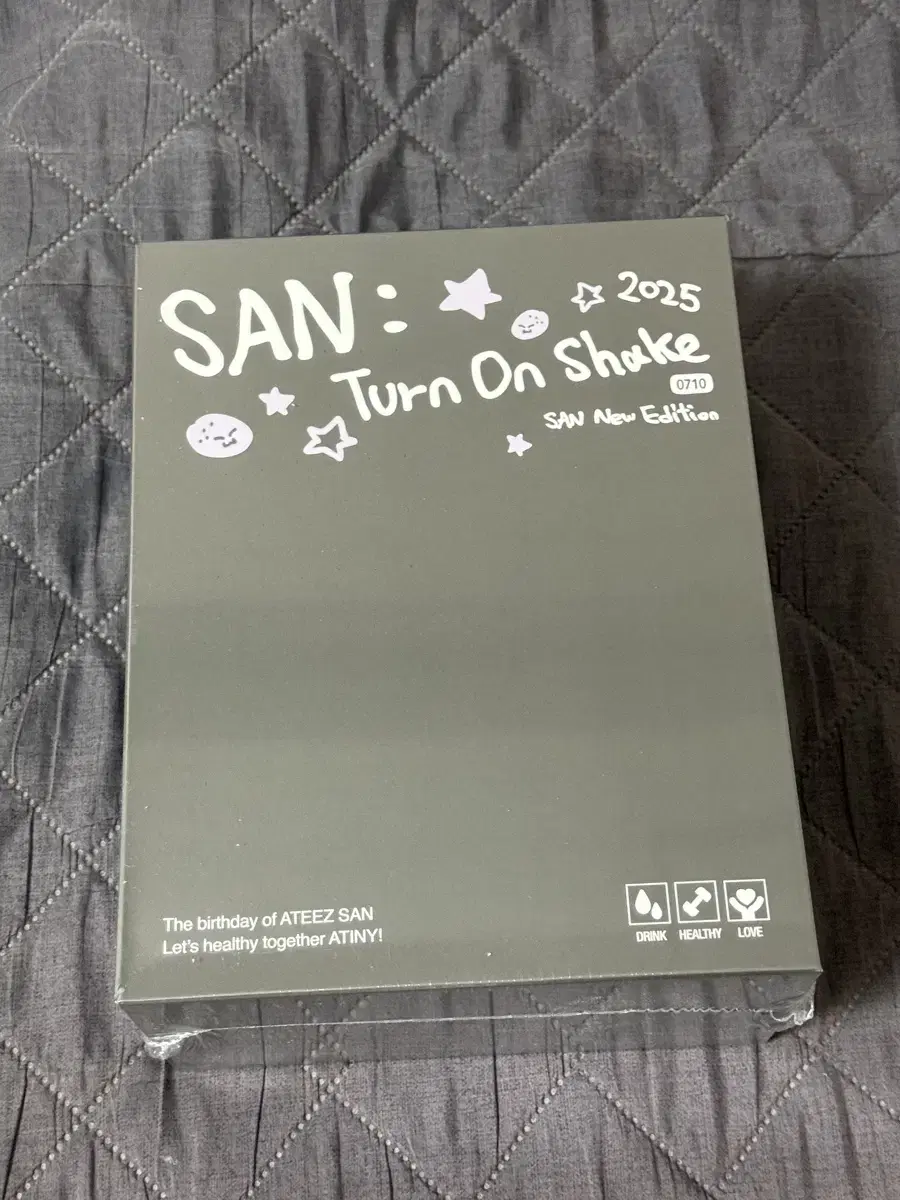 SAN:
2025
Turn On Shake
0710
SAN New Edition
The birthday of ATEEZ SAN
Let's healthy together ATINY!
DRINK HEALTHY LOVE